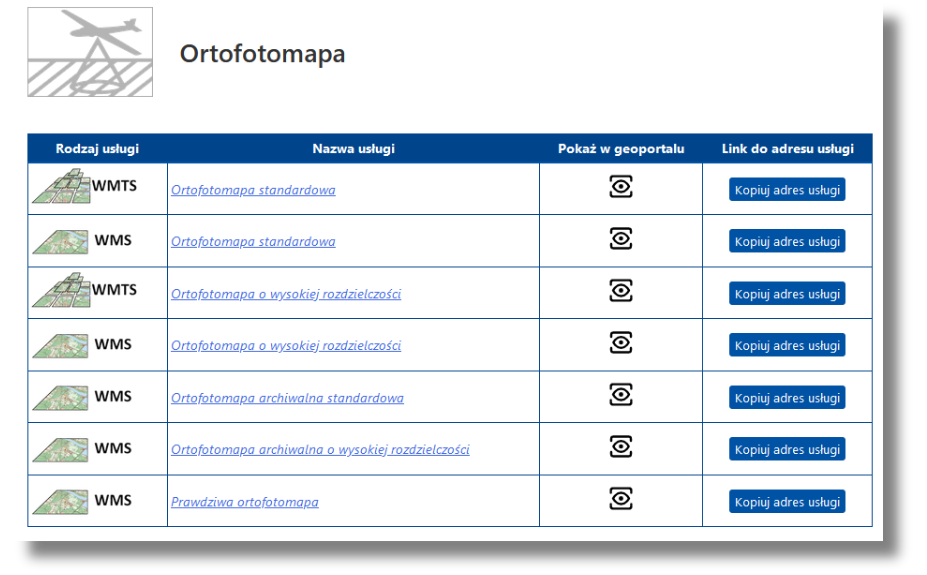 Ortofotomapa
Rodzaj usługi Nazwa usługi Pokaż w geoportalu Link do adresu usługi
WMTS Ortofotomapa standardowa Kopiuj adres usługi
WMS Ortofotomapa standardowa Kopiuj adres usługi
WMTS Ortofotomapa o wysokiej rozdzielczości Kopiuj adres usługi
WMS Ortofotomapa o wysokiej rozdzielczości Kopiuj adres usługi
WMS Ortofotomapa archiwalna standardowa Kopiuj adres usługi
WMS Ortofotomapa archiwalna o wysokiej rozdzielczości Kopiuj adres usługi
WMS Prawdziwa ortofotomapa Kopiuj adres usługi